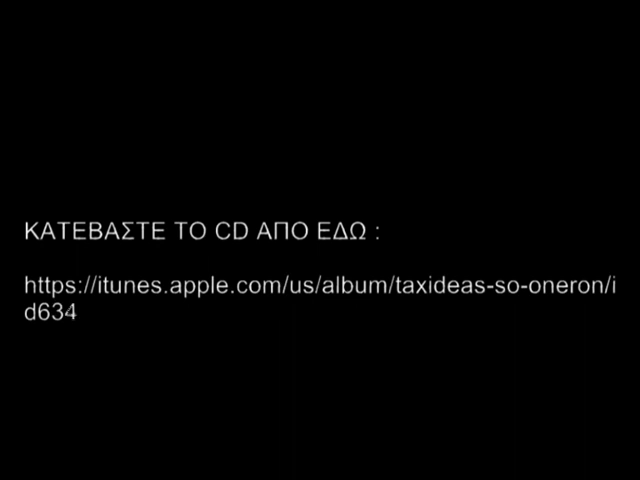 ΚΑΤΕΒΑΣΤΕ ΤΟ CD ΑΠΟ ΕΔΩ :
https://itunes.apple.com/us/album/taxideas-so-oneron/i
d634